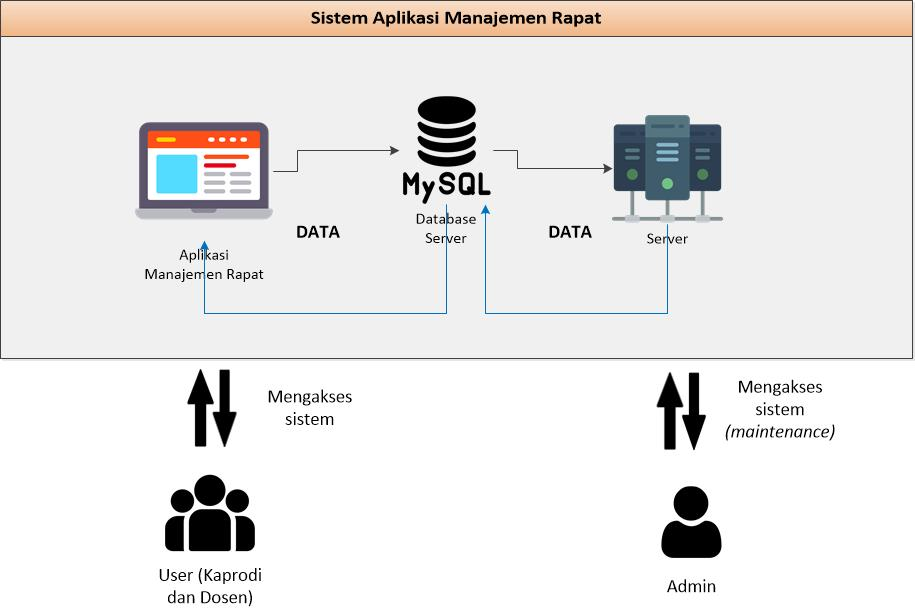 Sistem Aplikasi Manajemen Rapat
MySQL
Database
Server
DATA
DATA
Aplikasi
Manajemen Rapat
Server
Mengakses
sistem
Mengakses
sistem
(maintenance)
User (Kaprodi
dan Dosen)
Admin